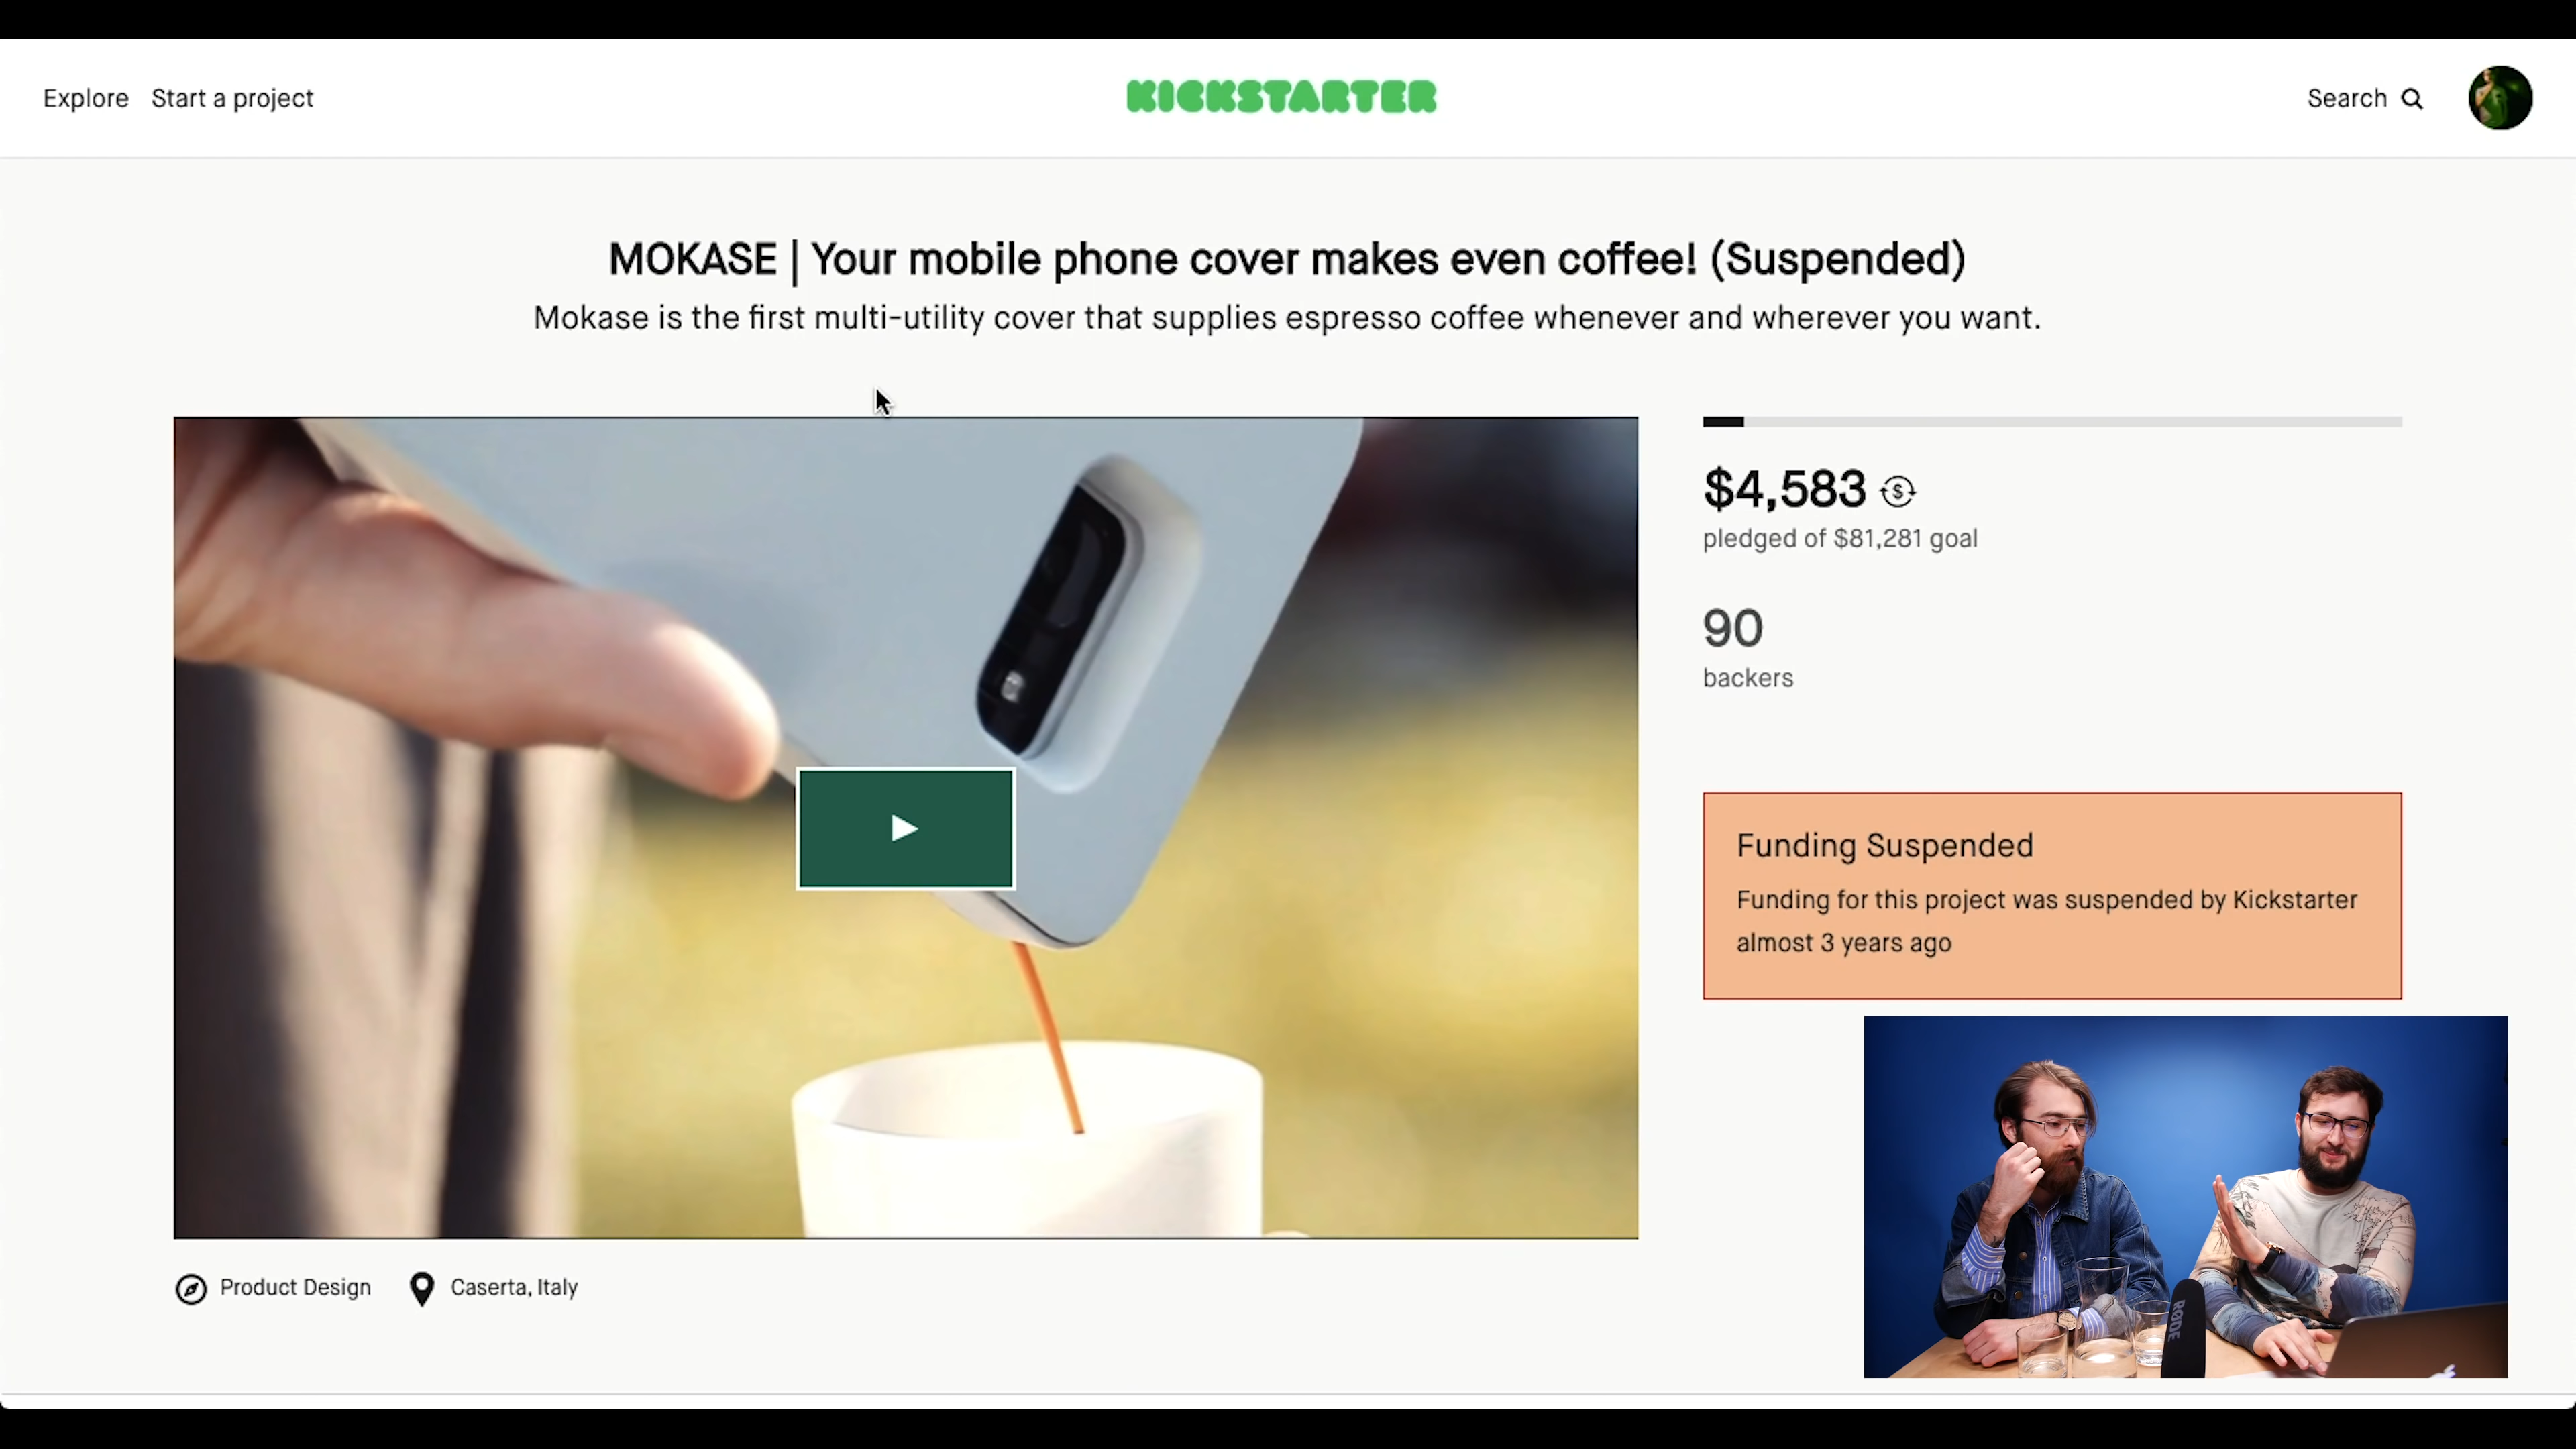 Explore Start a project KICKSTARTER Search
MOKASE | Your mobile phone cover makes even coffee! (Suspended)
Mokase is the first multi-utility cover that supplies espresso coffee whenever and wherever you want.
$4,583
pledged of $81,281 goal
90
backers
Funding Suspended
Funding for this project was suspended by Kickstarter
almost 3 years ago
Product Design Caserta, Italy
RØDE